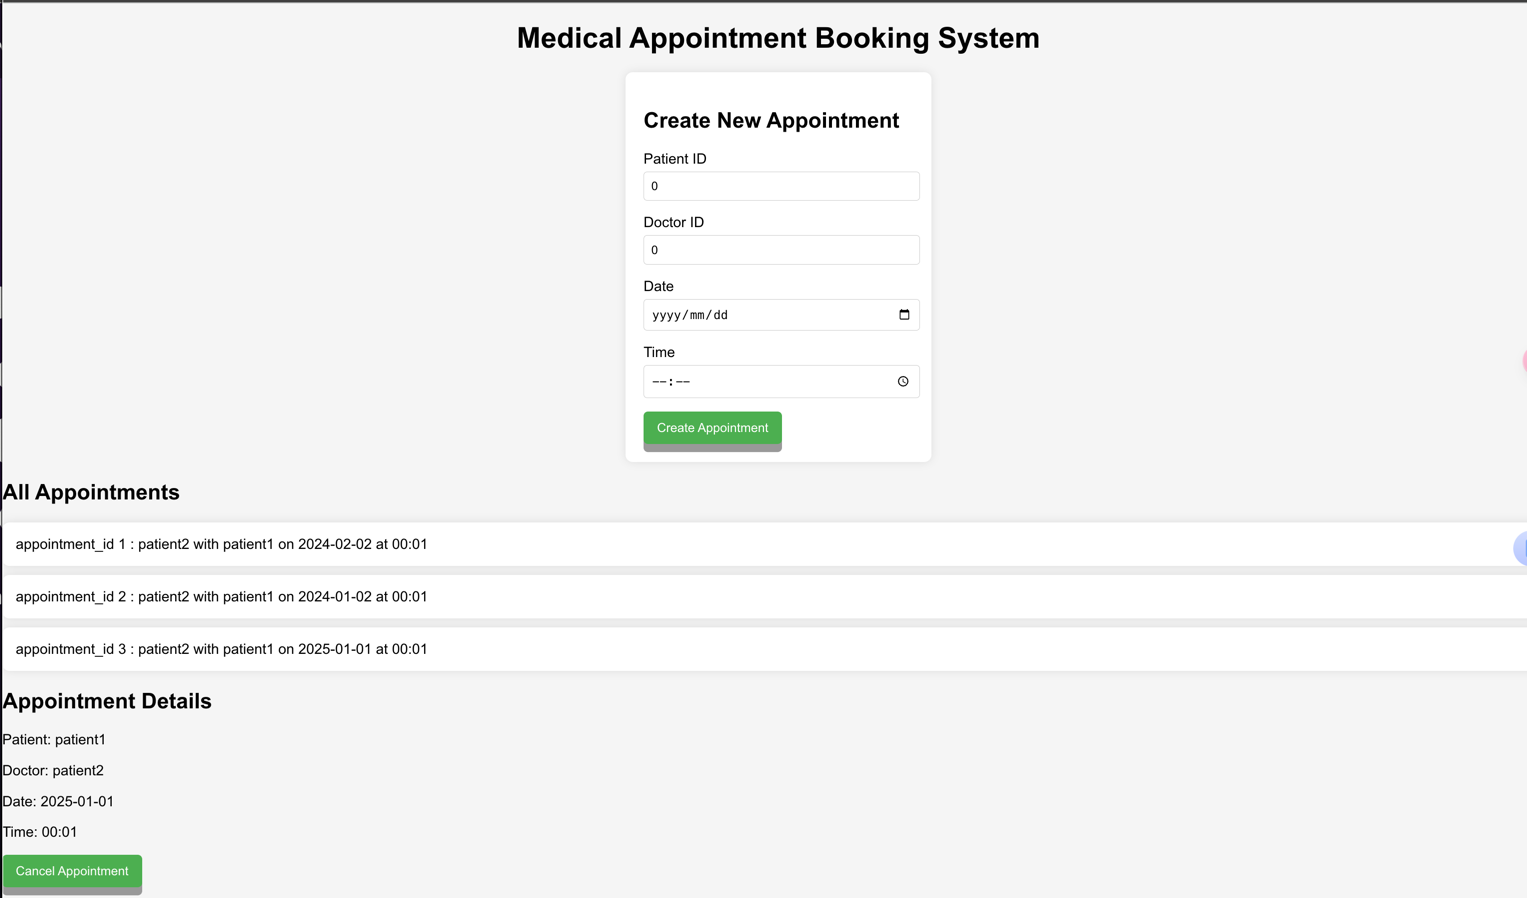 Medical Appointment Booking System
Create New Appointment
Patient ID
0
Doctor ID
0
Date
yyyy/mm/dd
Time
--:--
Create Appointment
All Appointments
appointment_id 1 : patient2 with patient1 on 2024-02-02 at 00:01
appointment_id 2 : patient2 with patient1 on 2024-01-02 at 00:01
appointment_id 3 : patient2 with patient1 on 2025-01-01 at 00:01
Appointment Details
Patient: patient1
Doctor: patient2
Date: 2025-01-01
Time: 00:01
Cancel Appointment